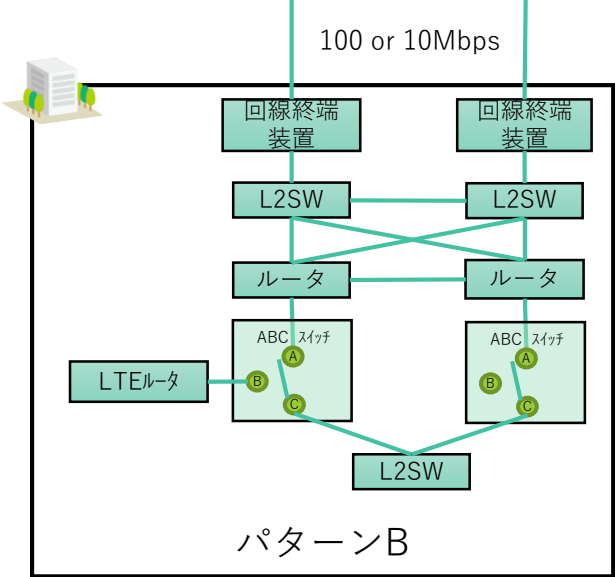 100 or 10Mbps
回線終端
装置
回線終端
装置
L2SW
L2SW
ルータ
ルータ
ABC ｽｲｯﾁ
ABC ｽｲｯﾁ
A
A
LTEﾙｰﾀ
B
B
C
C
L2SW
パターンB